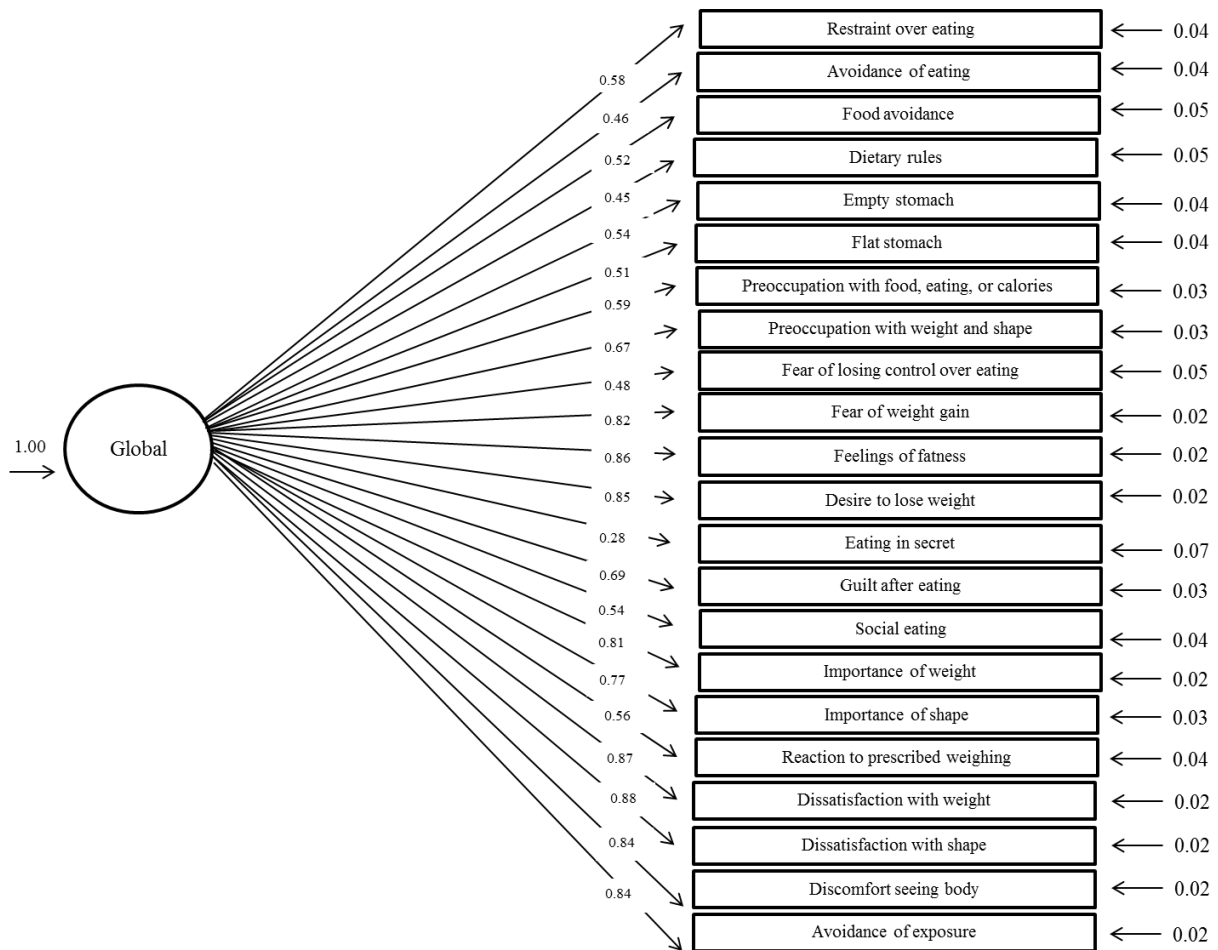 0.58 Restraint over eating 0.04
0.46 Avoidance of eating 0.04
0.52 Food avoidance 0.05
0.45 Dietary rules 0.05
0.54 Empty stomach 0.04
0.51 Flat stomach 0.04
0.59 Preoccupation with food, eating, or calories 0.03
0.67 Preoccupation with weight and shape 0.03
0.48 Fear of losing control over eating 0.05
0.82 Fear of weight gain 0.02
1.00 Global
0.86 Feelings of fatness 0.02
0.85 Desire to lose weight 0.02
0.28 Eating in secret 0.07
0.69 Guilt after eating 0.03
0.54 Social eating 0.04
0.81 Importance of weight 0.02
0.77 Importance of shape 0.03
0.56 Reaction to prescribed weighing 0.04
0.87 Dissatisfaction with weight 0.02
0.88 Dissatisfaction with shape 0.02
0.84 Discomfort seeing body 0.02
0.84 Avoidance of exposure 0.02